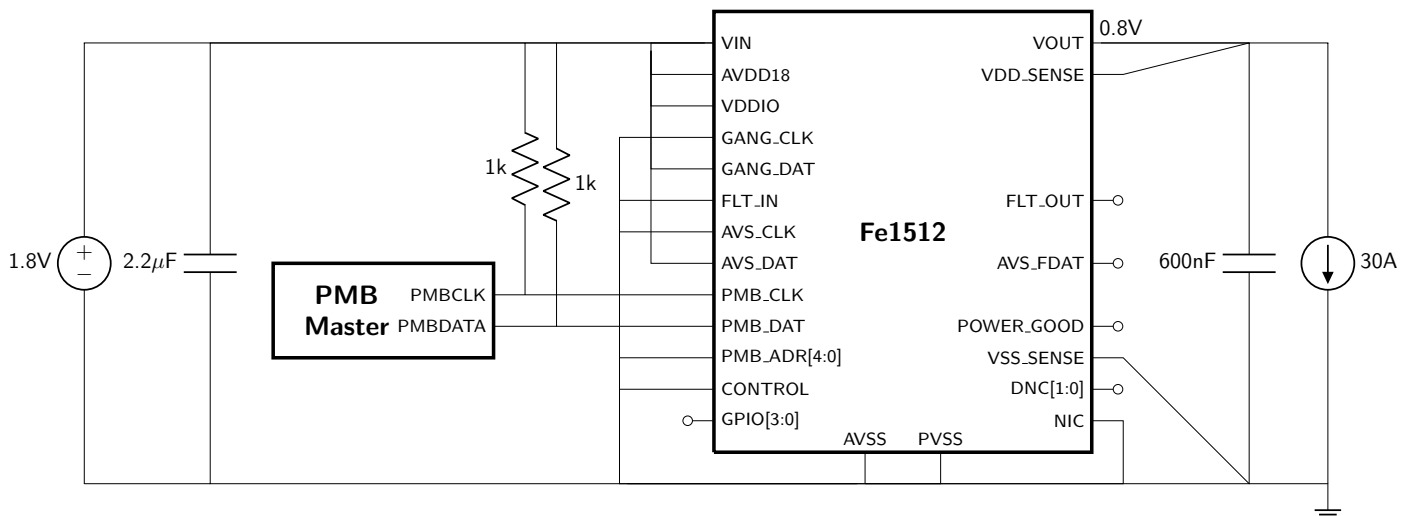 0.8V
VIN
VOUT
AVDD18
VDD_SENSE
VDDIO
GANG_CLK
1k
1k
GANG_DAT
FLT_IN
FLT_OUT
Fe1512
AVS_CLK
1.8V
+
−
2.2μF
AVS_DAT
AVS_FDAT
600nF
30A
PMB
Master
PMBCLK
PMBDATA
PMB_CLK
PMB_DAT
POWER_GOOD
PMB_ADR[4:0]
VSS_SENSE
CONTROL
DNC[1:0]
GPIO[3:0]
NIC
AVSS
PVSS